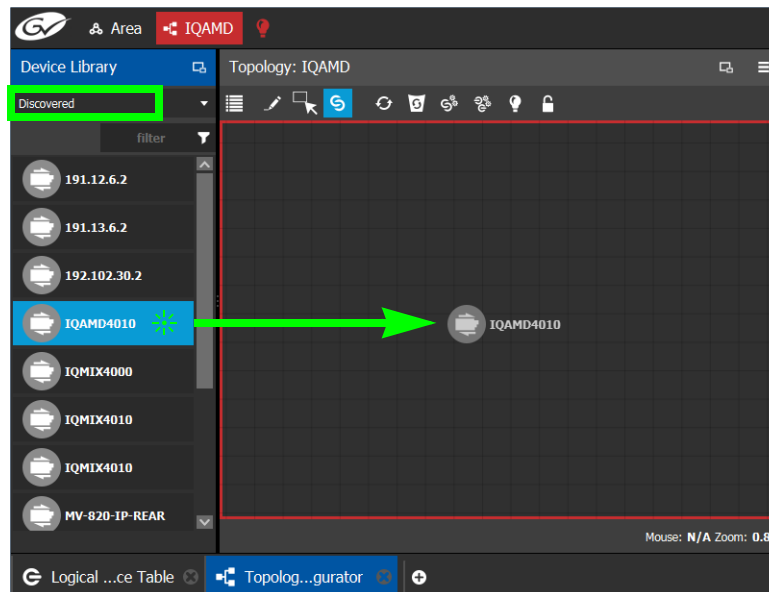 GV Area IQAMD
Device Library
Topology: IQAMD
Discovered
filter
191.12.6.2
191.13.6.2
192.102.30.2
IQAMD4010
IQAMD4010
IQMIX4000
IQMIX4010
IQMIX4010
MV-820-IP-REAR
Mouse: N/A Zoom: 0.8
Logical ...ce Table
Topolog...gurator